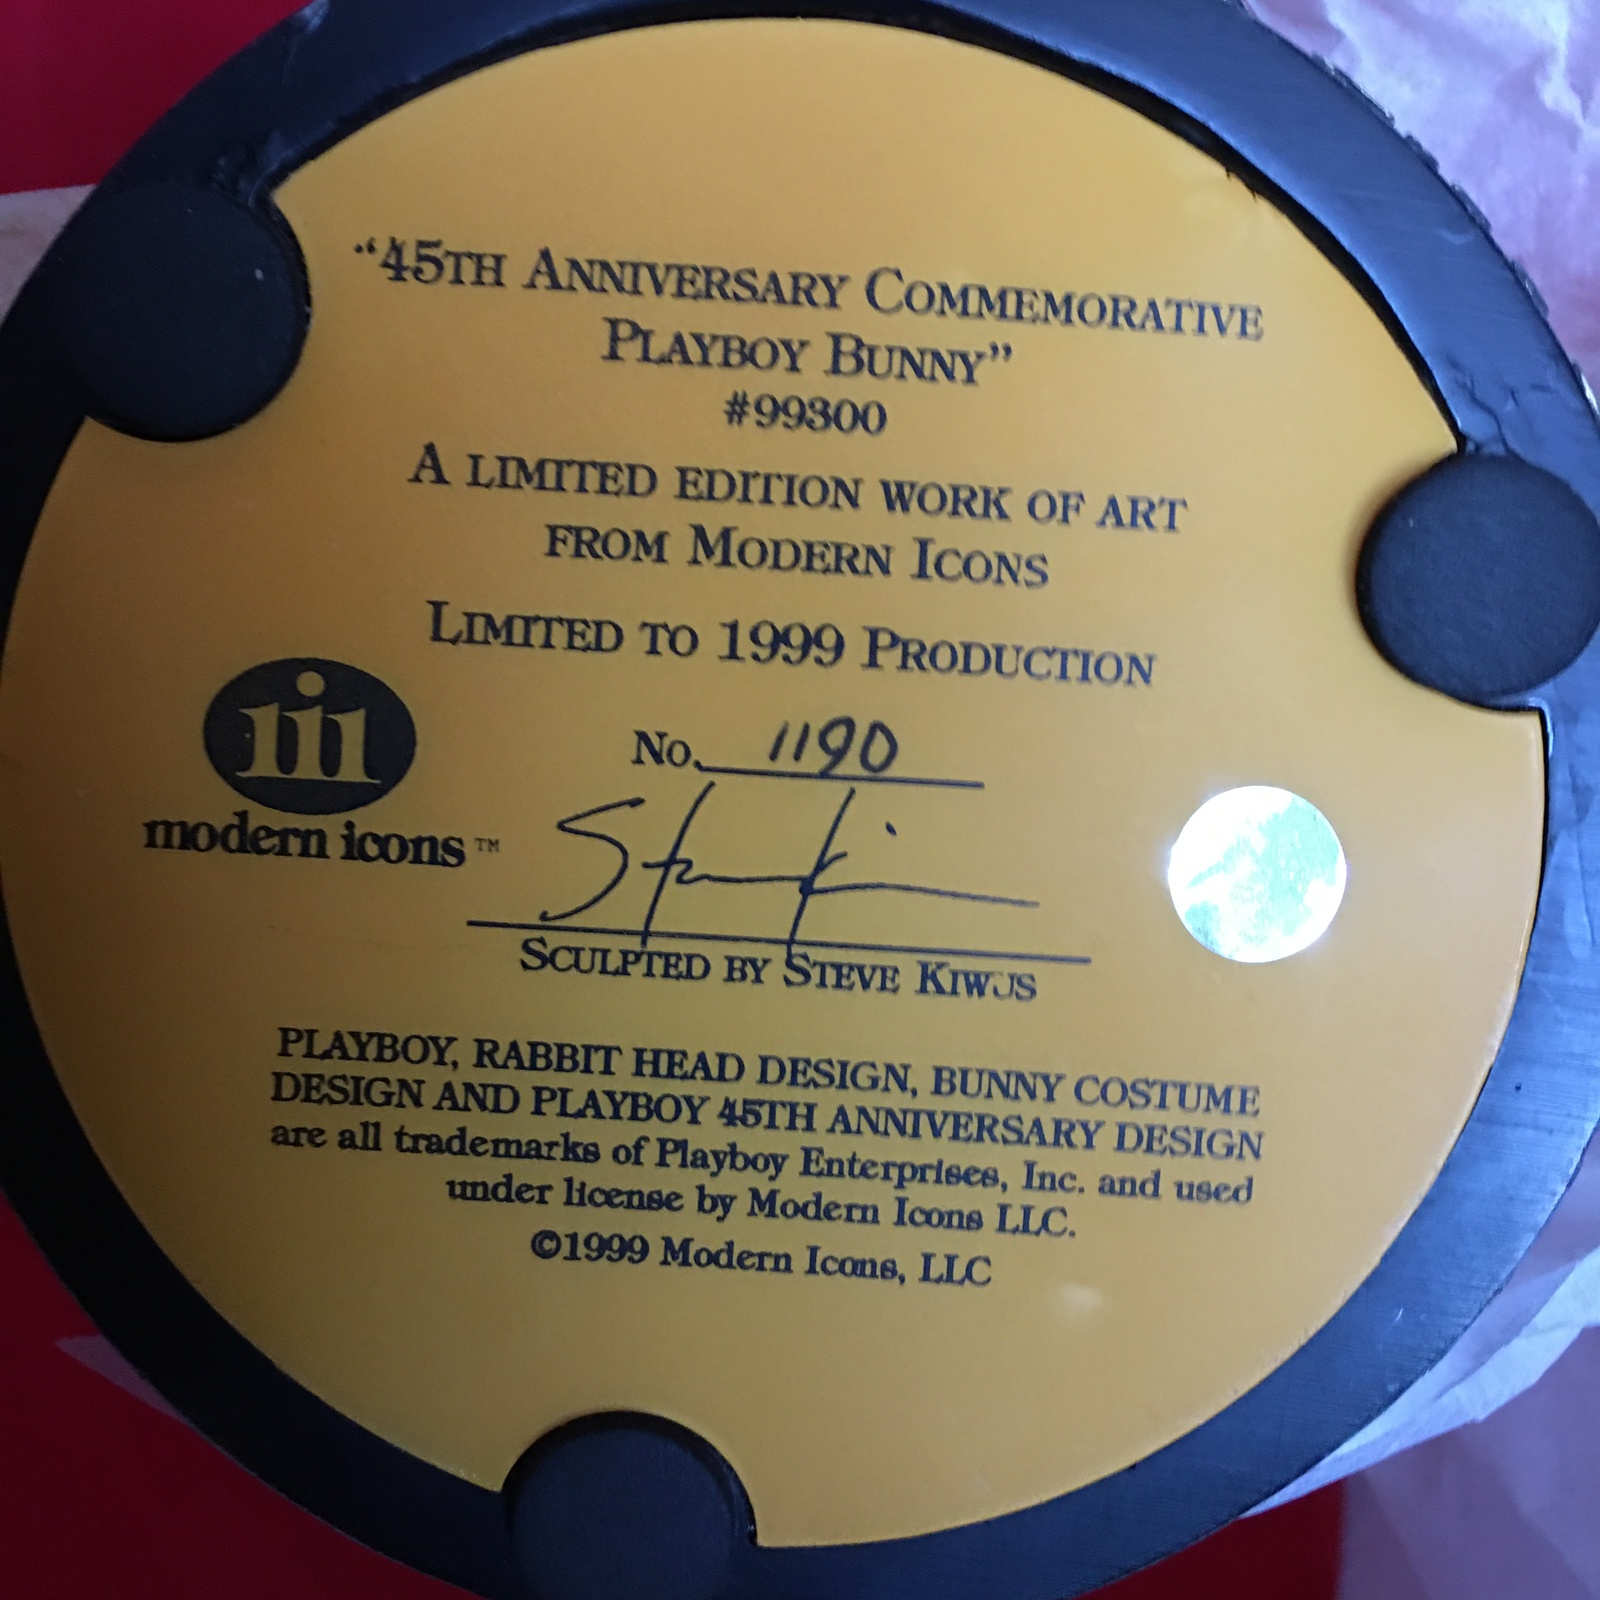 “45TH ANNIVERSARY COMMEMORATIVE
PLAYBOY BUNNY”
#99300
A LIMITED EDITION WORK OF ART
FROM MODERN ICONS
LIMITED TO 1999 PRODUCTION
No. 1190
modern icons™
SCULPTED BY STEVE KIWUS
PLAYBOY, RABBIT HEAD DESIGN, BUNNY COSTUME
DESIGN AND PLAYBOY 45TH ANNIVERSARY DESIGN
are all trademarks of Playboy Enterprises, Inc. and used
under license by Modern Icons LLC.
©1999 Modern Icons, LLC